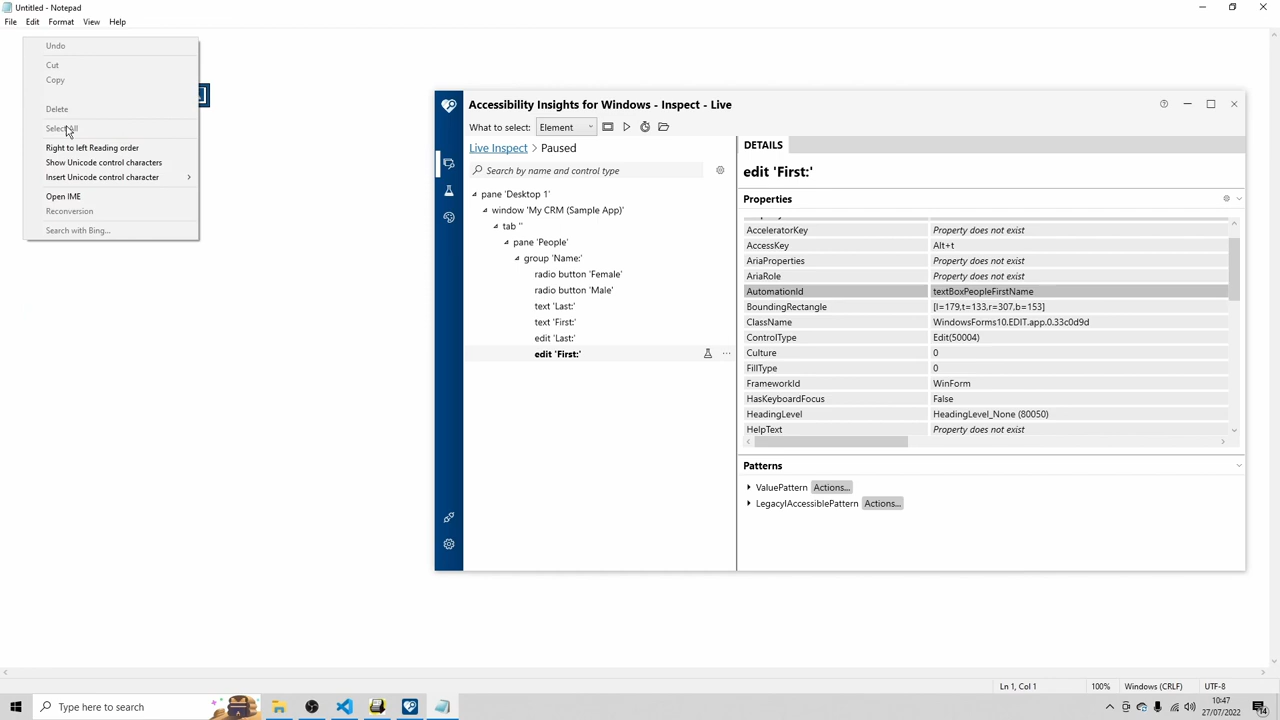 Untitled - Notepad
File Edit Format View Help
Undo
Cut
Copy
Delete
Select All
Right to left Reading order
Show Unicode control characters
Insert Unicode control character
Open IME
Reconversion
Search with Bing...
Accessibility Insights for Windows - Inspect - Live
What to select: Element
Live Inspect > Paused
Search by name and control type
pane 'Desktop 1'
window 'My CRM (Sample App)'
tab ''
pane 'People'
group 'Name:'
radio button 'Female'
radio button 'Male'
text 'Last:'
text 'First:'
edit 'Last:'
edit 'First:'
DETAILS
edit 'First:'
Properties
AcceleratorKey Property does not exist
AccessKey Alt+t
AriaProperties Property does not exist
AriaRole Property does not exist
AutomationId textBoxPeopleFirstName
BoundingRectangle [l=179,t=133,r=307,b=153]
ClassName WindowsForms10.EDIT.app.0.33c0d9d
ControlType Edit(50004)
Culture 0
FillType 0
FrameworkId WinForm
HasKeyboardFocus False
HeadingLevel HeadingLevel_None (80050)
HelpText Property does not exist
Patterns
ValuePattern Actions...
LegacyIAccessiblePattern Actions...
Ln 1, Col 1 100% Windows (CRLF) UTF-8
Type here to search
10:47
27/07/2022
14